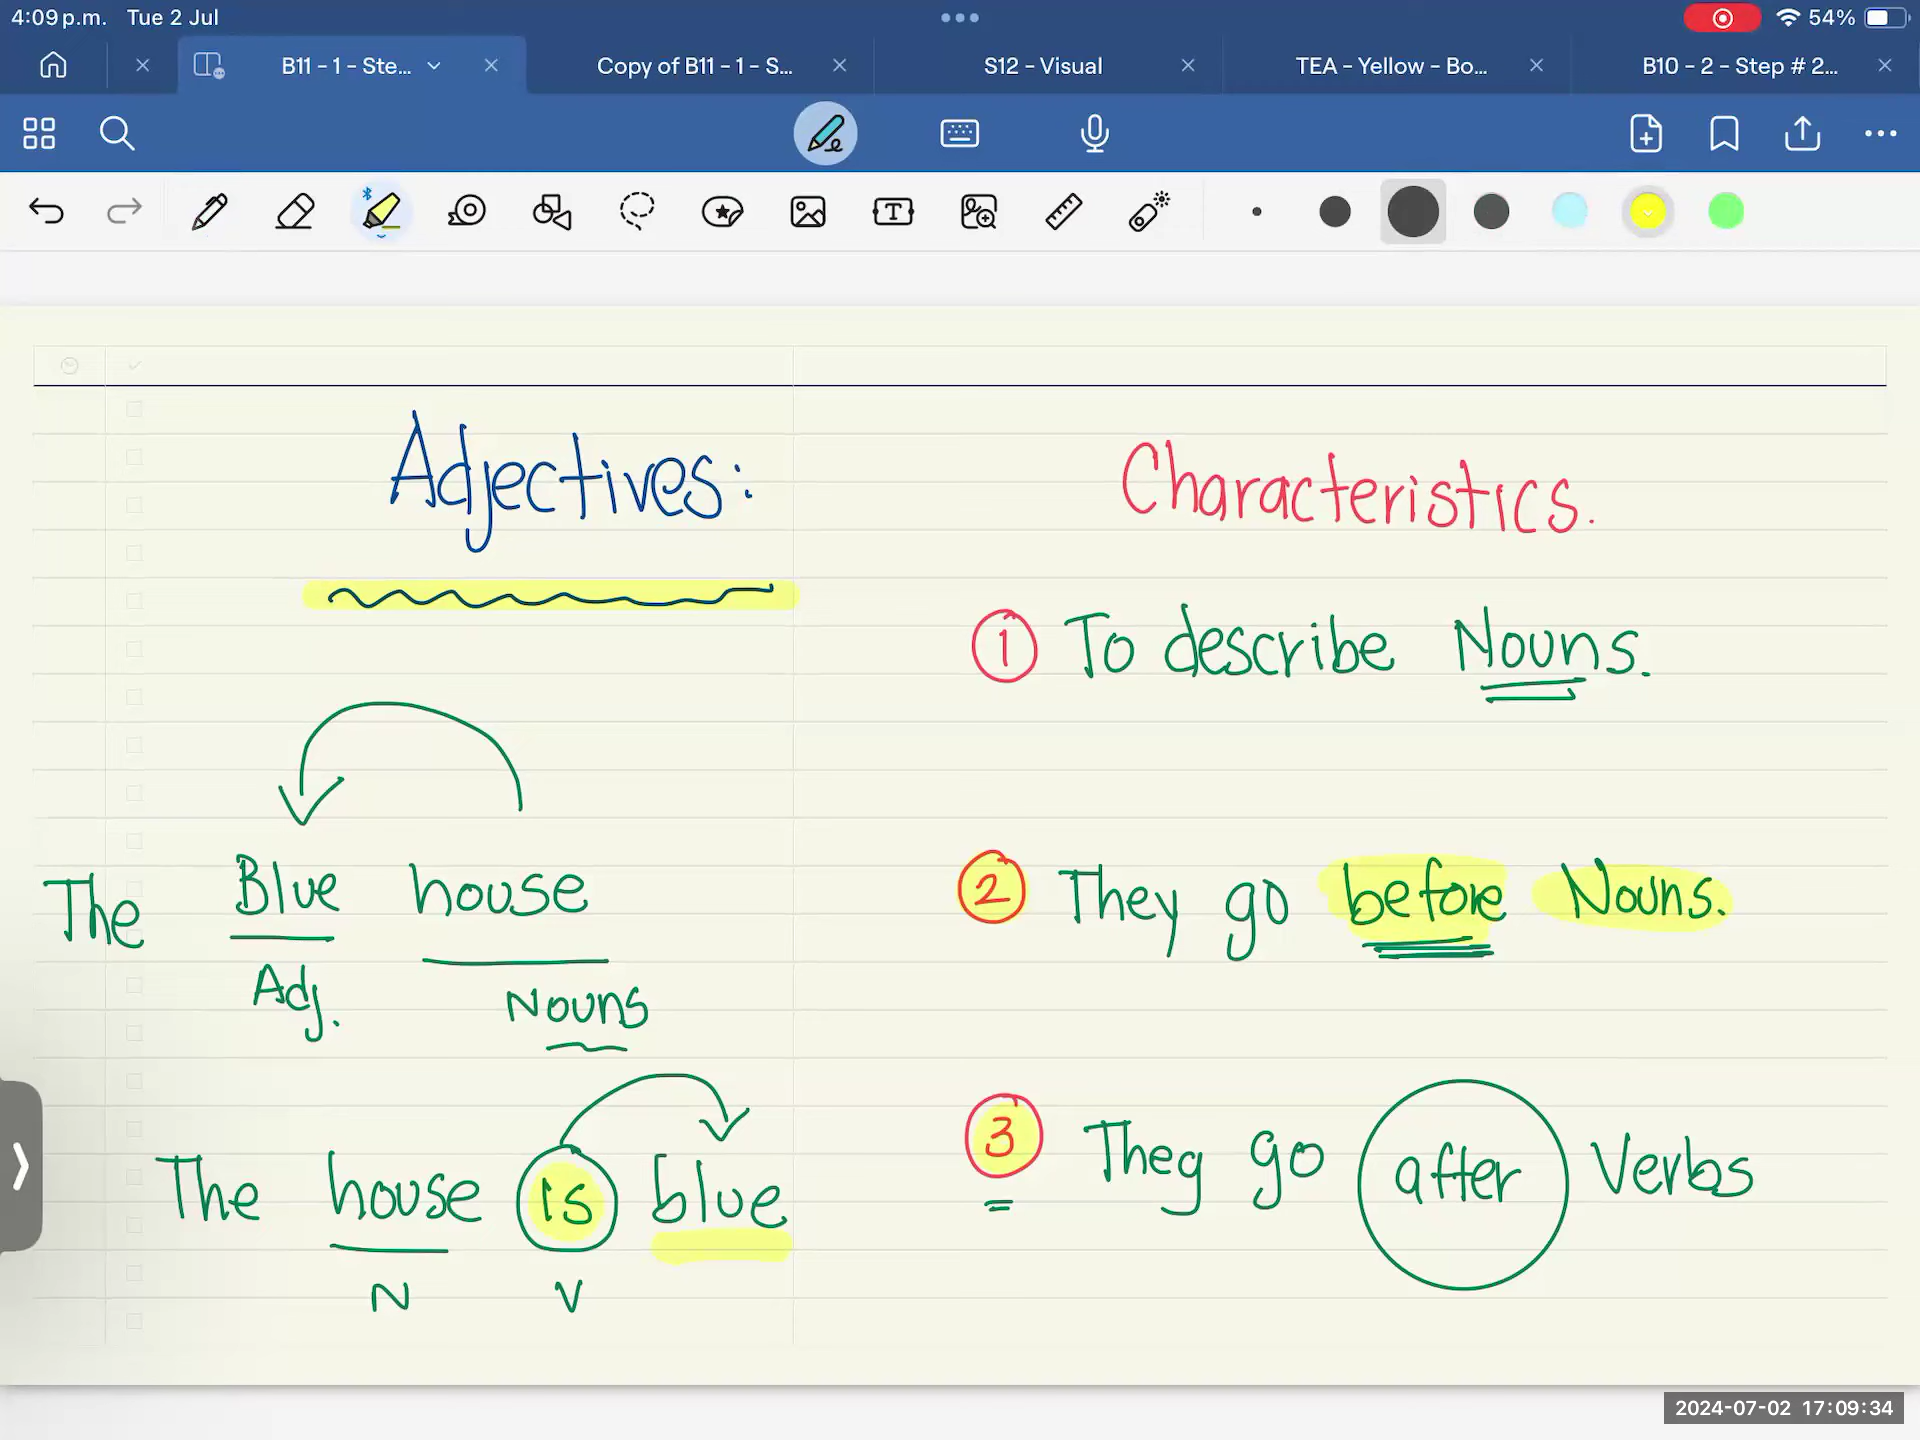 4:09 p.m. Tue 2 Jul
54%
B11 - 1 - Ste...
Copy of B11 - 1 - S...
S12 - Visual
TEA - Yellow - Bo...
B10 - 2 - Step # 2...
Adjectives:
The Blue house
Adj.
Nouns
The house is blue
N V
Characteristics.
1 To describe Nouns.
2 They go before Nouns.
3 They go after Verbs
2024-07-02 17:09:34